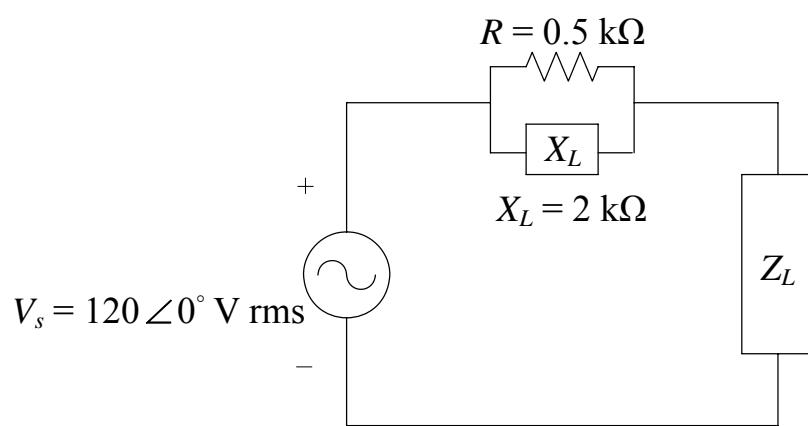 R = 0.5 kΩ
X_L
X_L = 2 kΩ
+
Z_L
V_s = 120∠0° V rms
−